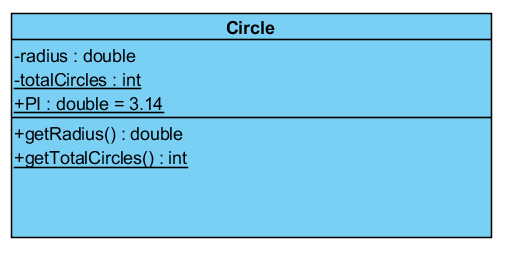 Circle
-radius : double
-totalCircles : int
+PI : double = 3.14
+getRadius() : double
+getTotalCircles() : int